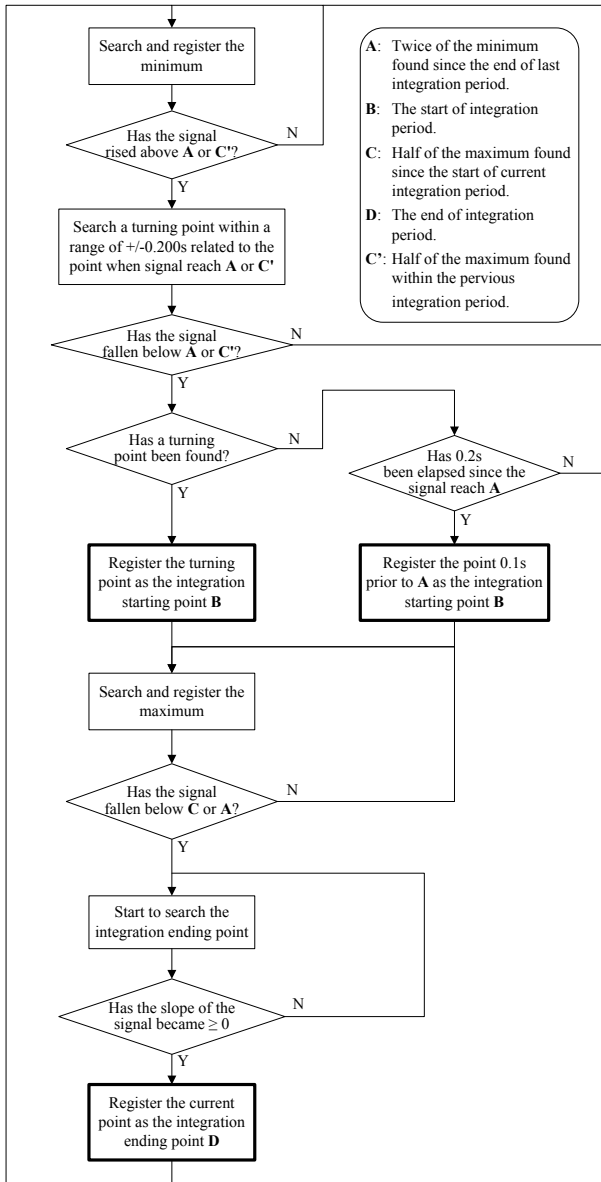 Search and register the
minimum
Has the signal
rised above A or C'?
N
Y
Search a turning point within a
range of +/-0.200s related to the
point when signal reach A or C'
Has the signal
fallen below A or C'?
N
Y
Has a turning
point been found?
N
Y
Has 0.2s
been elapsed since the
signal reach A
N
Y
Register the turning
point as the integration
starting point B
Register the point 0.1s
prior to A as the integration
starting point B
Search and register the
maximum
Has the signal
fallen below C or A?
N
Y
Start to search the
integration ending point
Has the slope of the
signal became ≥ 0
N
Y
Register the current
point as the integration
ending point D
A: Twice of the minimum
found since the end of last
integration period.
B: The start of integration
period.
C: Half of the maximum found
since the start of current
integration period.
D: The end of integration
period.
C’: Half of the maximum found
within the pervious
integration period.